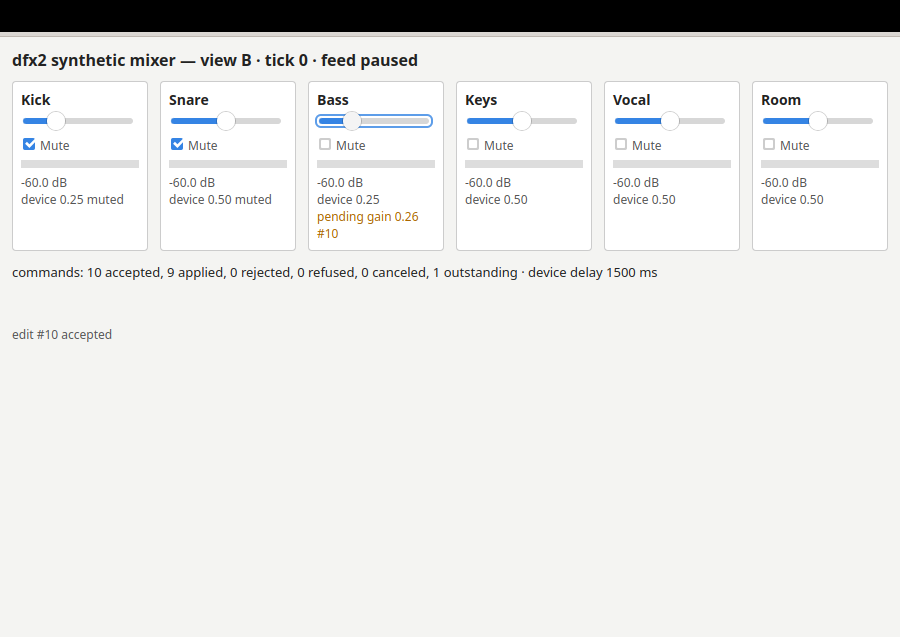 dfx2 synthetic mixer — view B · tick 0 · feed paused
Kick
Mute
-60.0 dB
device 0.25 muted
Snare
Mute
-60.0 dB
device 0.50 muted
Bass
Mute
-60.0 dB
device 0.25
pending gain 0.26
#10
Keys
Mute
-60.0 dB
device 0.50
Vocal
Mute
-60.0 dB
device 0.50
Room
Mute
-60.0 dB
device 0.50
commands: 10 accepted, 9 applied, 0 rejected, 0 refused, 0 canceled, 1 outstanding · device delay 1500 ms
edit #10 accepted